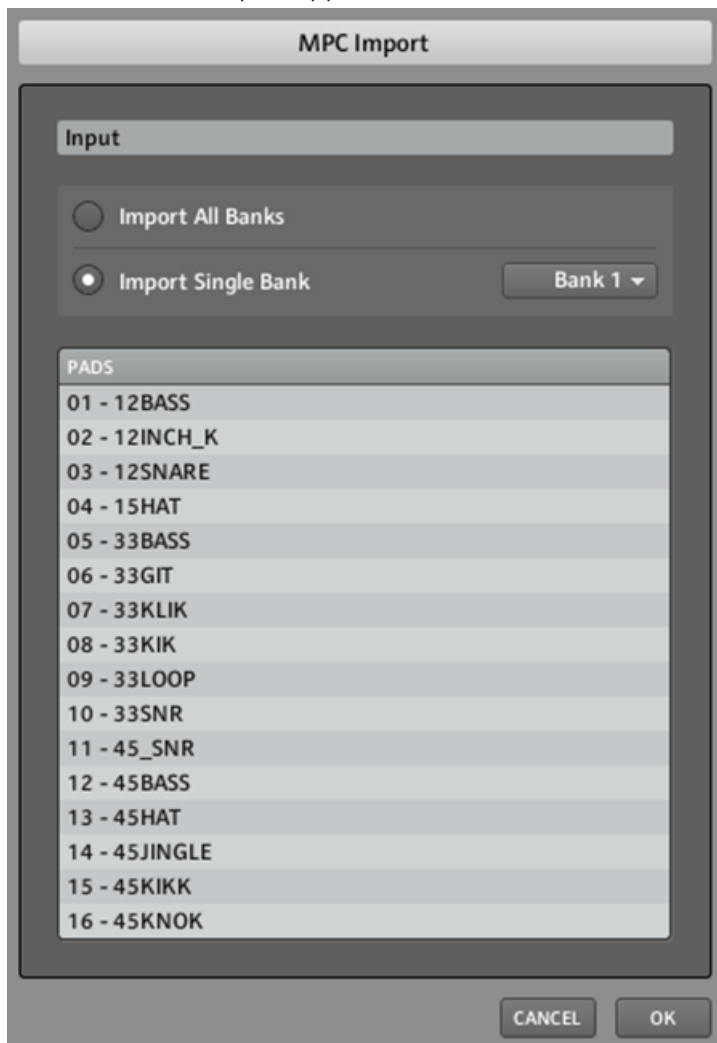 MPC Import
Input
Import All Banks
Import Single Bank Bank 1
PADS
01 - 12BASS
02 - 12INCH_K
03 - 12SNARE
04 - 15HAT
05 - 33BASS
06 - 33GIT
07 - 33KLIK
08 - 33KIK
09 - 33LOOP
10 - 33SNR
11 - 45_SNR
12 - 45BASS
13 - 45HAT
14 - 45JINGLE
15 - 45KIKK
16 - 45KNOK
CANCEL OK